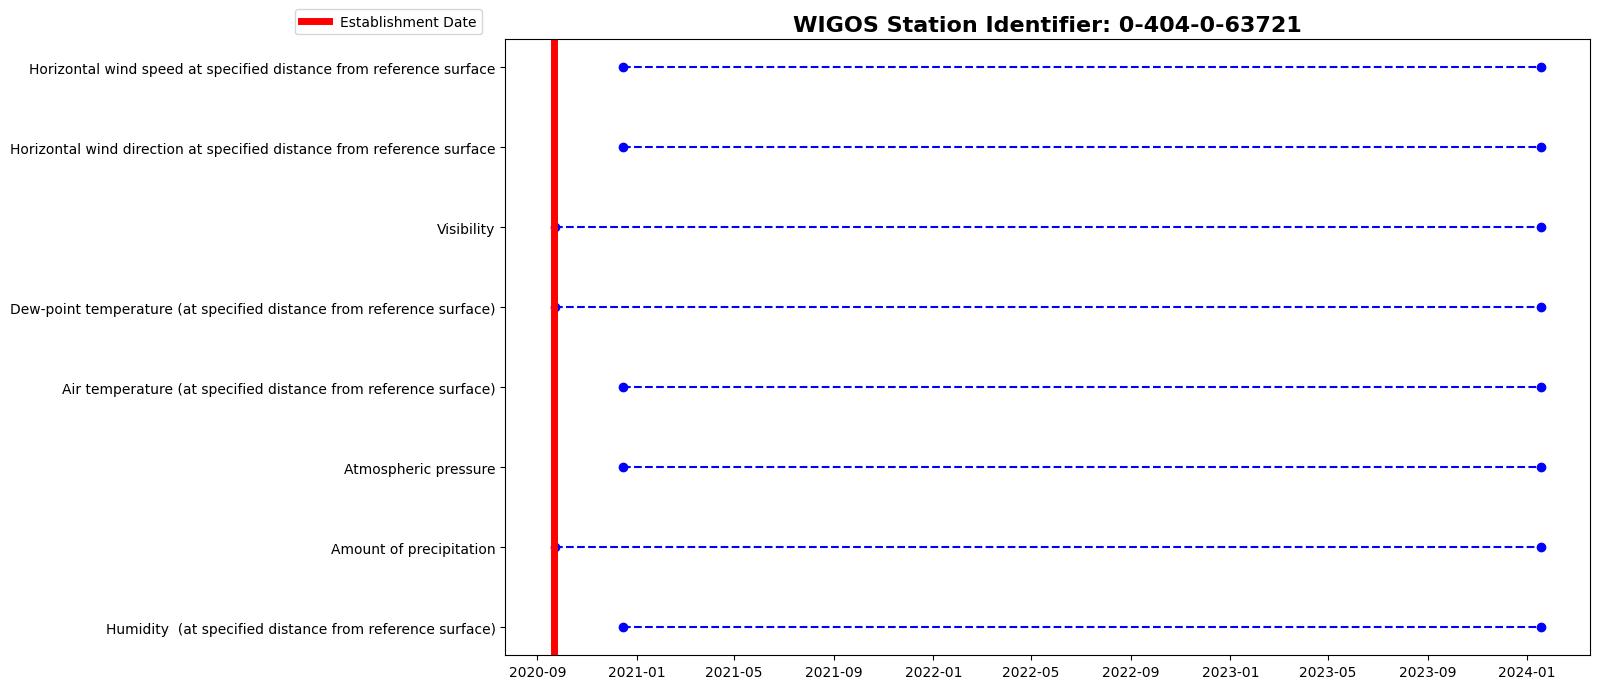 Establishment Date
WIGOS Station Identifier: 0-404-0-63721
Horizontal wind speed at specified distance from reference surface
Horizontal wind direction at specified distance from reference surface
Visibility
Dew-point temperature (at specified distance from reference surface)
Air temperature (at specified distance from reference surface)
Atmospheric pressure
Amount of precipitation
Humidity  (at specified distance from reference surface)
2020-09 2021-01 2021-05 2021-09 2022-01 2022-05 2022-09 2023-01 2023-05 2023-09 2024-01